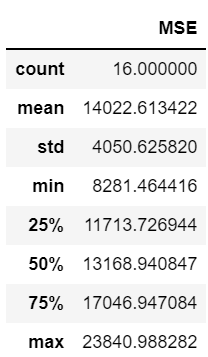 MSE
count 16.000000
mean 14022.613422
std 4050.625820
min 8281.464416
25% 11713.726944
50% 13168.940847
75% 17046.947084
max 23840.988282